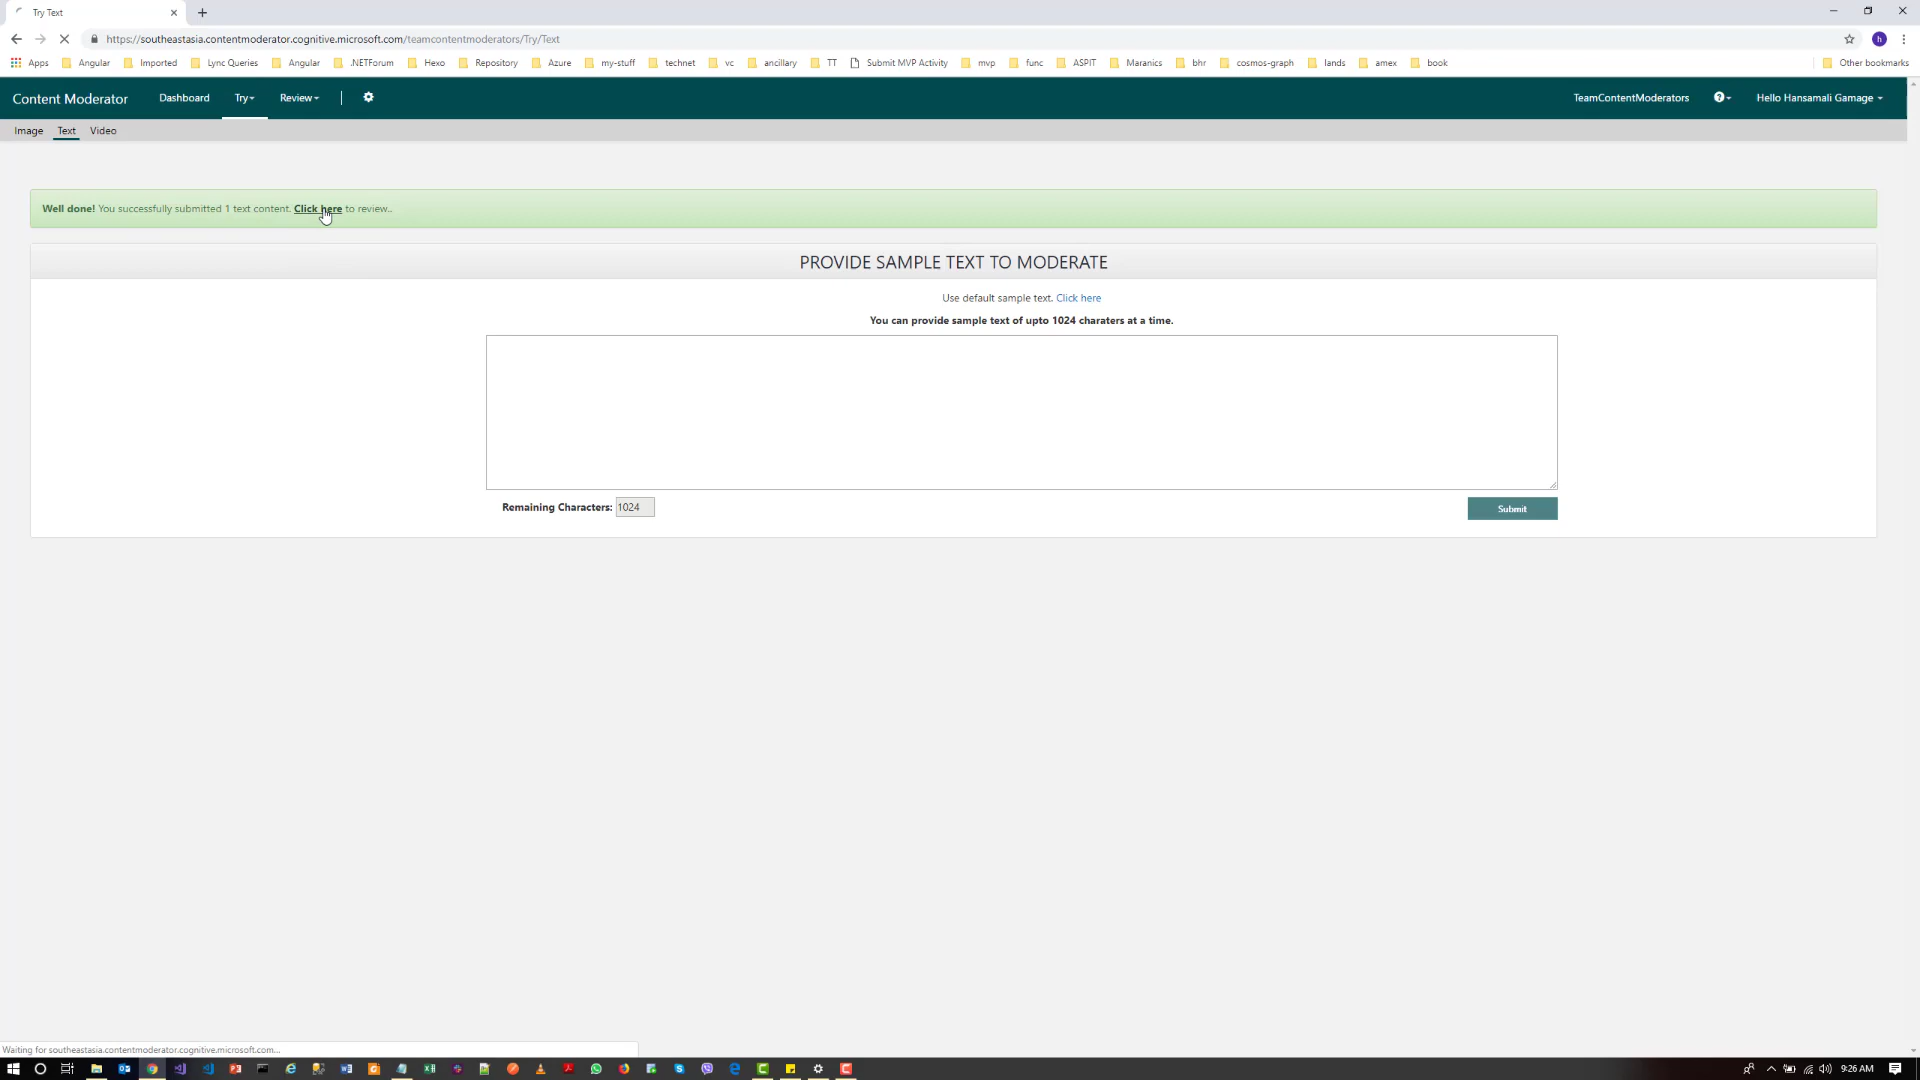 Try Text
https://southeastasia.contentmoderator.cognitive.microsoft.com/teamcontentmoderators/Try/Text
Apps Angular Imported Lync Queries Angular .NETForum Hexo Repository Azure my-stuff technet vc ancillary TT Submit MVP Activity mvp func ASPIT Maranics bhr cosmos-graph lands amex book Other bookmarks
Content Moderator Dashboard Try Review TeamContentModerators Hello Hansamali Gamage
Image Text Video
Well done! You successfully submitted 1 text content. Click here to review..
PROVIDE SAMPLE TEXT TO MODERATE
Use default sample text. Click here
You can provide sample text of upto 1024 charaters at a time.
Remaining Characters: 1024 Submit
Waiting for southeastasia.contentmoderator.cognitive.microsoft.com...
9:26 AM